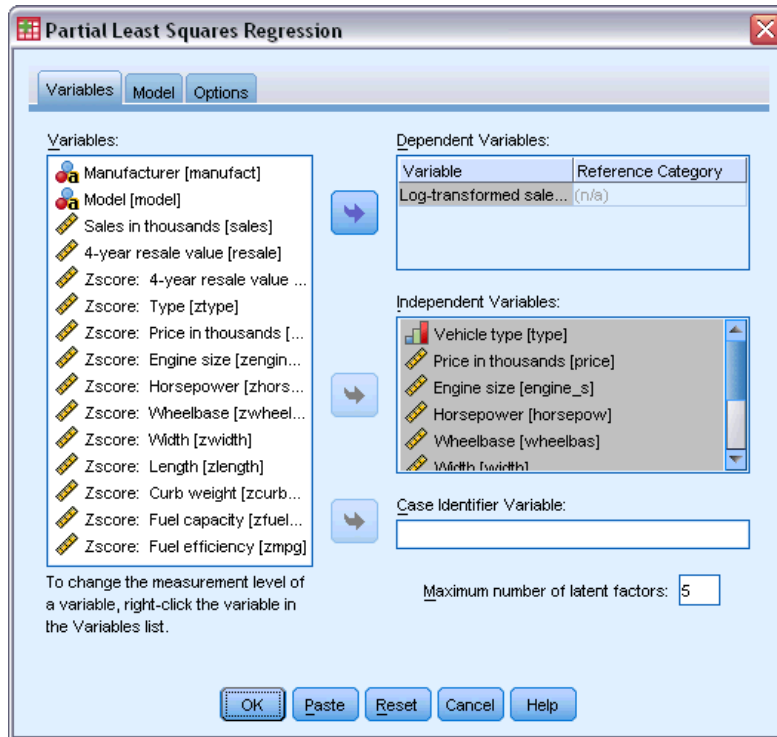 Partial Least Squares Regression
Variables
Model
Options
Variables:
Manufacturer [manufact]
Model [model]
Sales in thousands [sales]
4-year resale value [resale]
Zscore: 4-year resale value ...
Zscore: Type [ztype]
Zscore: Price in thousands [...
Zscore: Engine size [zengin...
Zscore: Horsepower [zhors...
Zscore: Wheelbase [zwheel...
Zscore: Width [zwidth]
Zscore: Length [zlength]
Zscore: Curb weight [zcurb...
Zscore: Fuel capacity [zfuel...
Zscore: Fuel efficiency [zmpg]
To change the measurement level of
a variable, right-click the variable in
the Variables list.
Dependent Variables:
Variable Reference Category
Log-transformed sale... (n/a)
Independent Variables:
Vehicle type [type]
Price in thousands [price]
Engine size [engine_s]
Horsepower [horsepow]
Wheelbase [wheelbas]
Width [width]
Case Identifier Variable:
Maximum number of latent factors: 5
OK Paste Reset Cancel Help